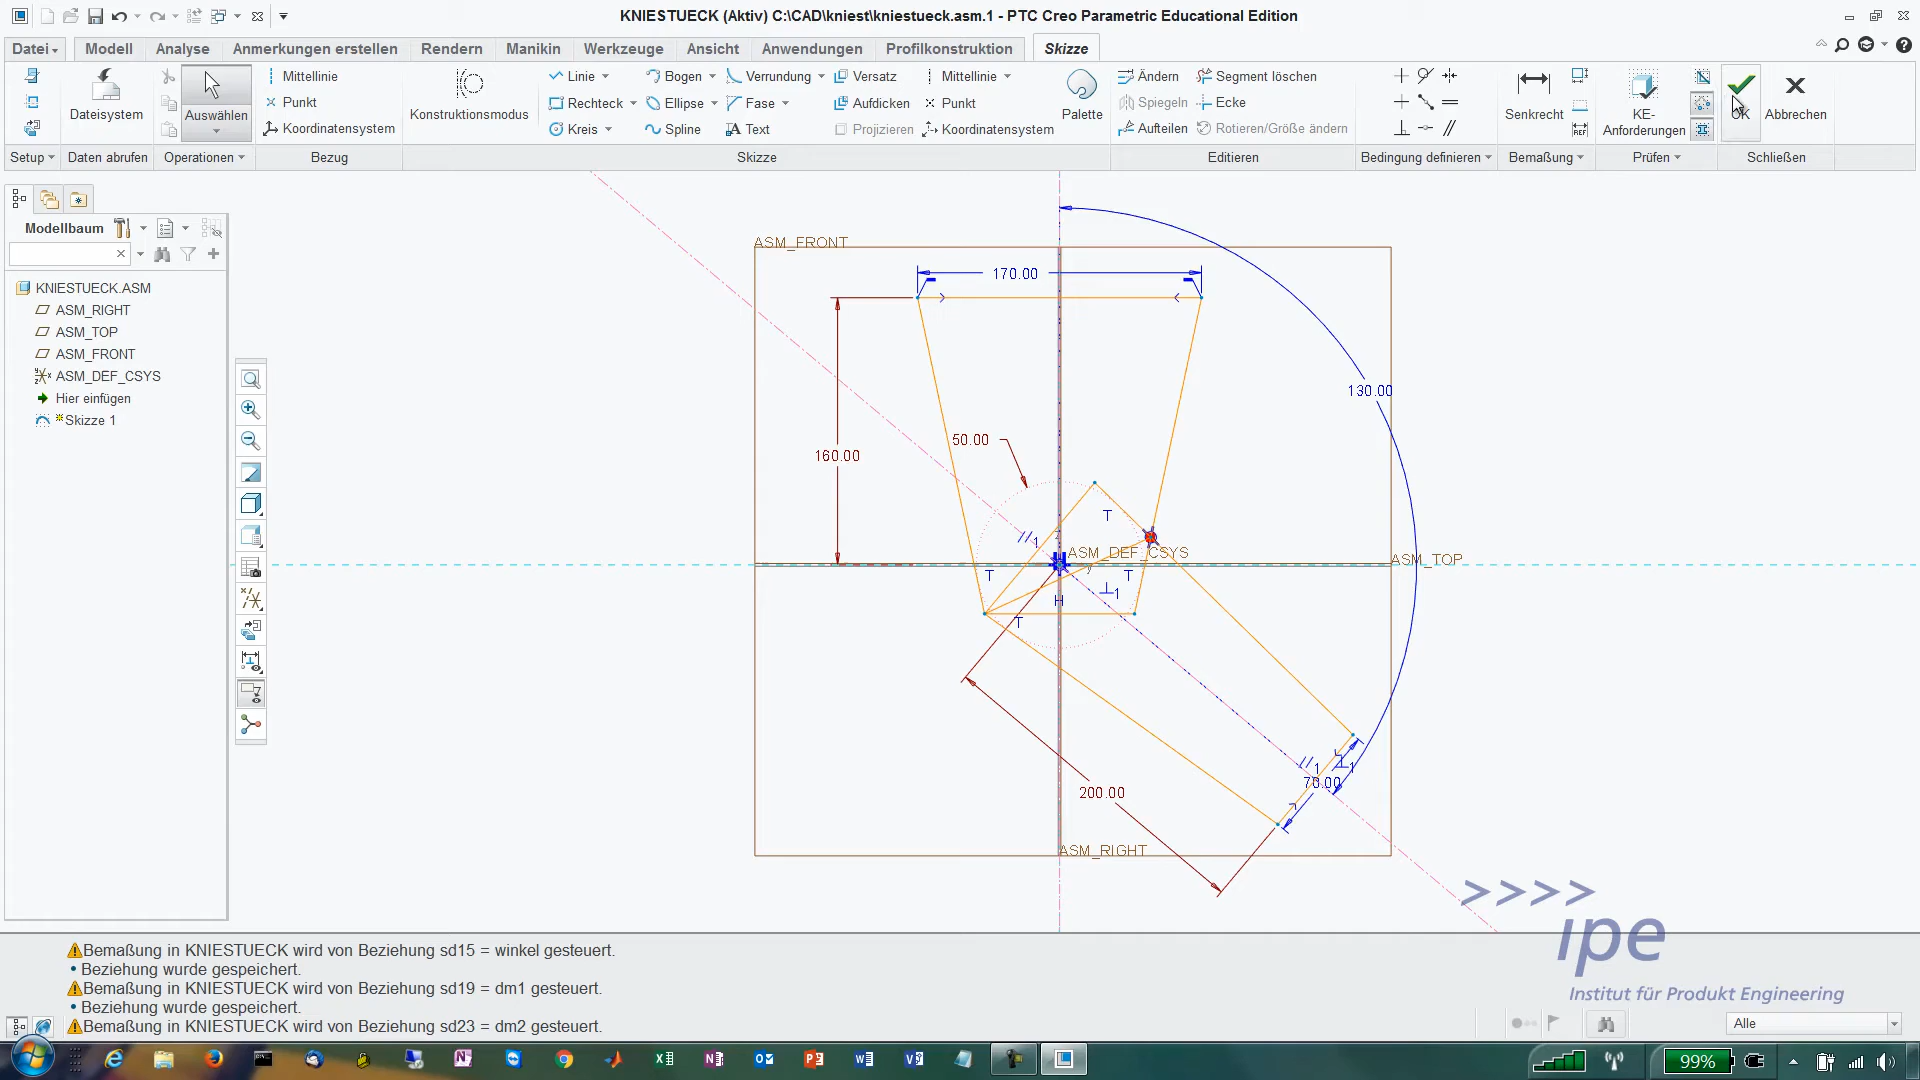 KNIESTUECK (Aktiv) C:\CAD\kniest\kniestueck.asm.1 - PTC Creo Parametric Educational Edition
Datei Modell Analyse Anmerkungen erstellen Rendern Manikin Werkzeuge Ansicht Anwendungen Profilkonstruktion Skizze
Mittellinie Linie Bogen Verrundung Versatz Mittellinie Ändern Segment löschen
Dateisystem Auswählen Punkt Konstruktionsmodus Rechteck Ellipse Fase Aufdicken Punkt Palette Spiegeln Ecke Senkrecht KE-Anforderungen OK Abbrechen
Koordinatensystem Kreis Spline Text Projizieren Koordinatensystem Aufteilen Rotieren/Größe ändern
Setup Daten abrufen Operationen Bezug Skizze Editieren Bedingung definieren Bemaßung Prüfen Schließen
Modellbaum
KNIESTUECK.ASM
ASM_RIGHT
ASM_TOP
ASM_FRONT
ASM_DEF_CSYS
Hier einfügen
Skizze 1
ASM_FRONT
170.00
130.00
50.00
160.00
T
//1
ASM_DEF_CSYS
y
ASM_TOP
T
T
⊥1
H
T
//1
⊥1
70.00
200.00
ASM_RIGHT
>>>>
ipe
Institut für Produkt Engineering
Bemaßung in KNIESTUECK wird von Beziehung sd15 = winkel gesteuert.
• Beziehung wurde gespeichert.
Bemaßung in KNIESTUECK wird von Beziehung sd19 = dm1 gesteuert.
• Beziehung wurde gespeichert.
Bemaßung in KNIESTUECK wird von Beziehung sd23 = dm2 gesteuert.
Alle
99%